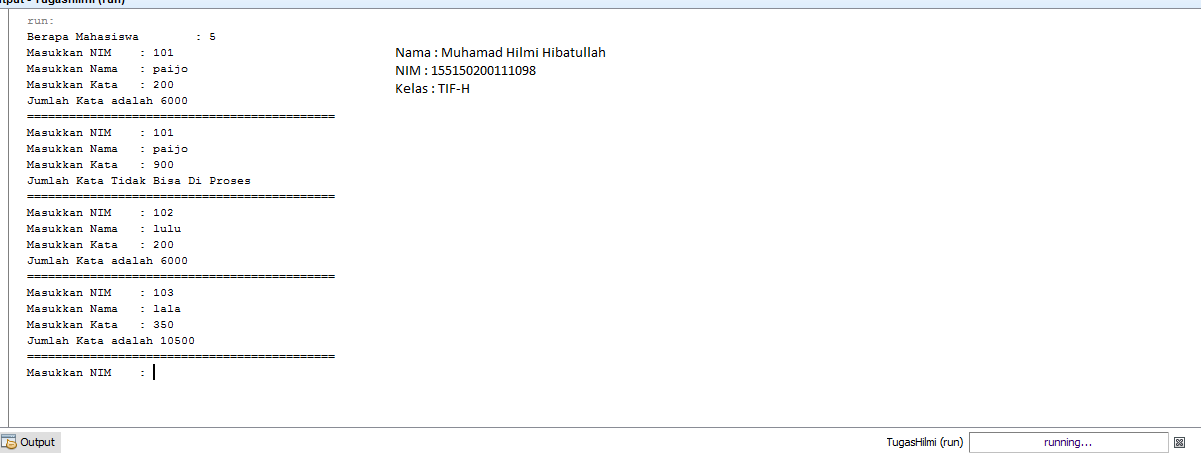 run:
Berapa Mahasiswa : 5
Masukkan NIM : 101
Masukkan Nama : paijo
Masukkan Kata : 200
Jumlah Kata adalah 6000
============================================
Masukkan NIM : 101
Masukkan Nama : paijo
Masukkan Kata : 900
Jumlah Kata Tidak Bisa Di Proses
============================================
Masukkan NIM : 102
Masukkan Nama : lulu
Masukkan Kata : 200
Jumlah Kata adalah 6000
============================================
Masukkan NIM : 103
Masukkan Nama : lala
Masukkan Kata : 350
Jumlah Kata adalah 10500
============================================
Masukkan NIM :
Nama : Muhamad Hilmi Hibatullah
NIM : 155150200111098
Kelas : TIF-H
Output
TugasHilmi (run)
running...